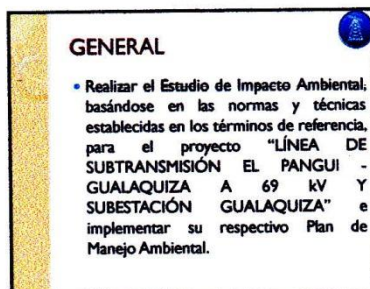 GENERAL
• Realizar el Estudio de Impacto Ambiental,
basándose en las normas y técnicas
establecidas en los términos de referencia,
para el proyecto "LÍNEA DE
SUBTRANSMISIÓN EL PANGUI -
GUALAQUIZA A 69 kV Y
SUBESTACIÓN GUALAQUIZA" e
implementar su respectivo Plan de
Manejo Ambiental.